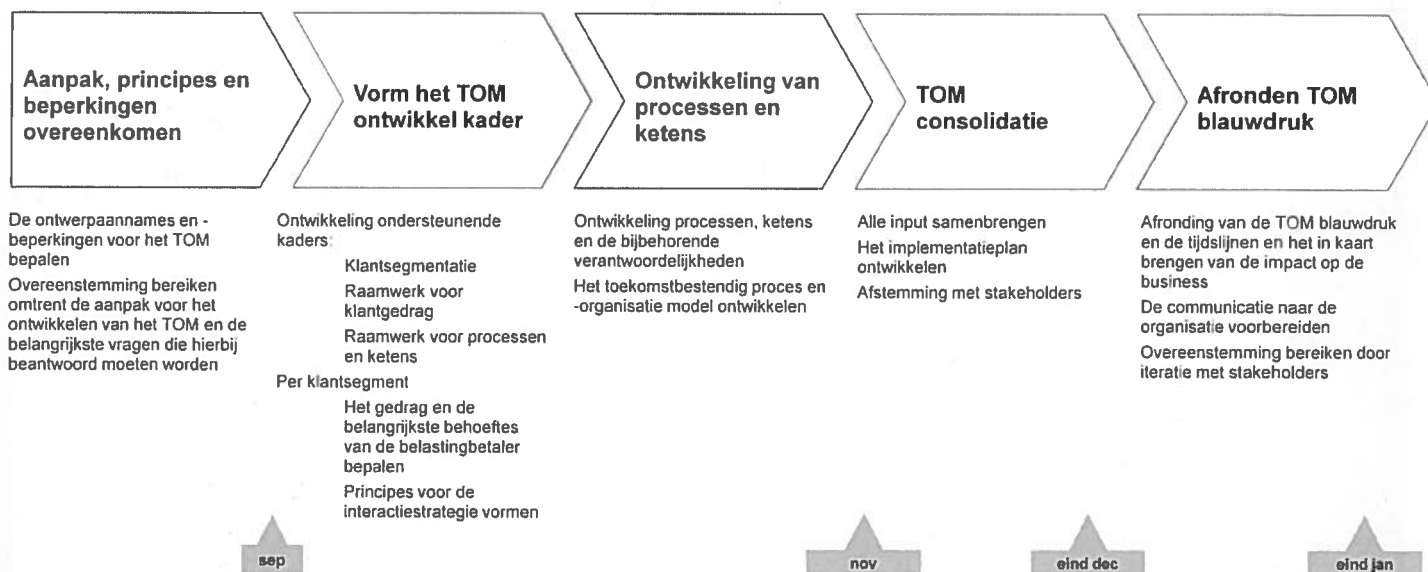 Aanpak, principes en
beperkingen
overeenkomen
Vorm het TOM
ontwikkel kader
Ontwikkeling van
processen en
ketens
TOM
consolidatie
Afronden TOM
blauwdruk
De ontwerpaannames en -
beperkingen voor het TOM
bepalen
Overeenstemming bereiken
omtrent de aanpak voor het
ontwikkelen van het TOM en de
belangrijkste vragen die hierbij
beantwoord moeten worden
Ontwikkeling ondersteunende
kaders:
Klantsegmentatie
Raamwerk voor
klantgedrag
Raamwerk voor processen
en ketens
Per klantsegment
Het gedrag en de
belangrijkste behoeftes
van de belastingbetaler
bepalen
Principes voor de
interactiestrategie vormen
Ontwikkeling processen, ketens
en de bijbehorende
verantwoordelijkheden
Het toekomstbestendig proces en
-organisatie model ontwikkelen
Alle input samenbrengen
Het implementatieplan
ontwikkelen
Afstemming met stakeholders
Afronding van de TOM blauwdruk
en de tijdslijnen en het in kaart
brengen van de impact op de
business
De communicatie naar de
organisatie voorbereiden
Overeenstemming bereiken door
iteratie met stakeholders
sep
nov
eind dec
eind jan